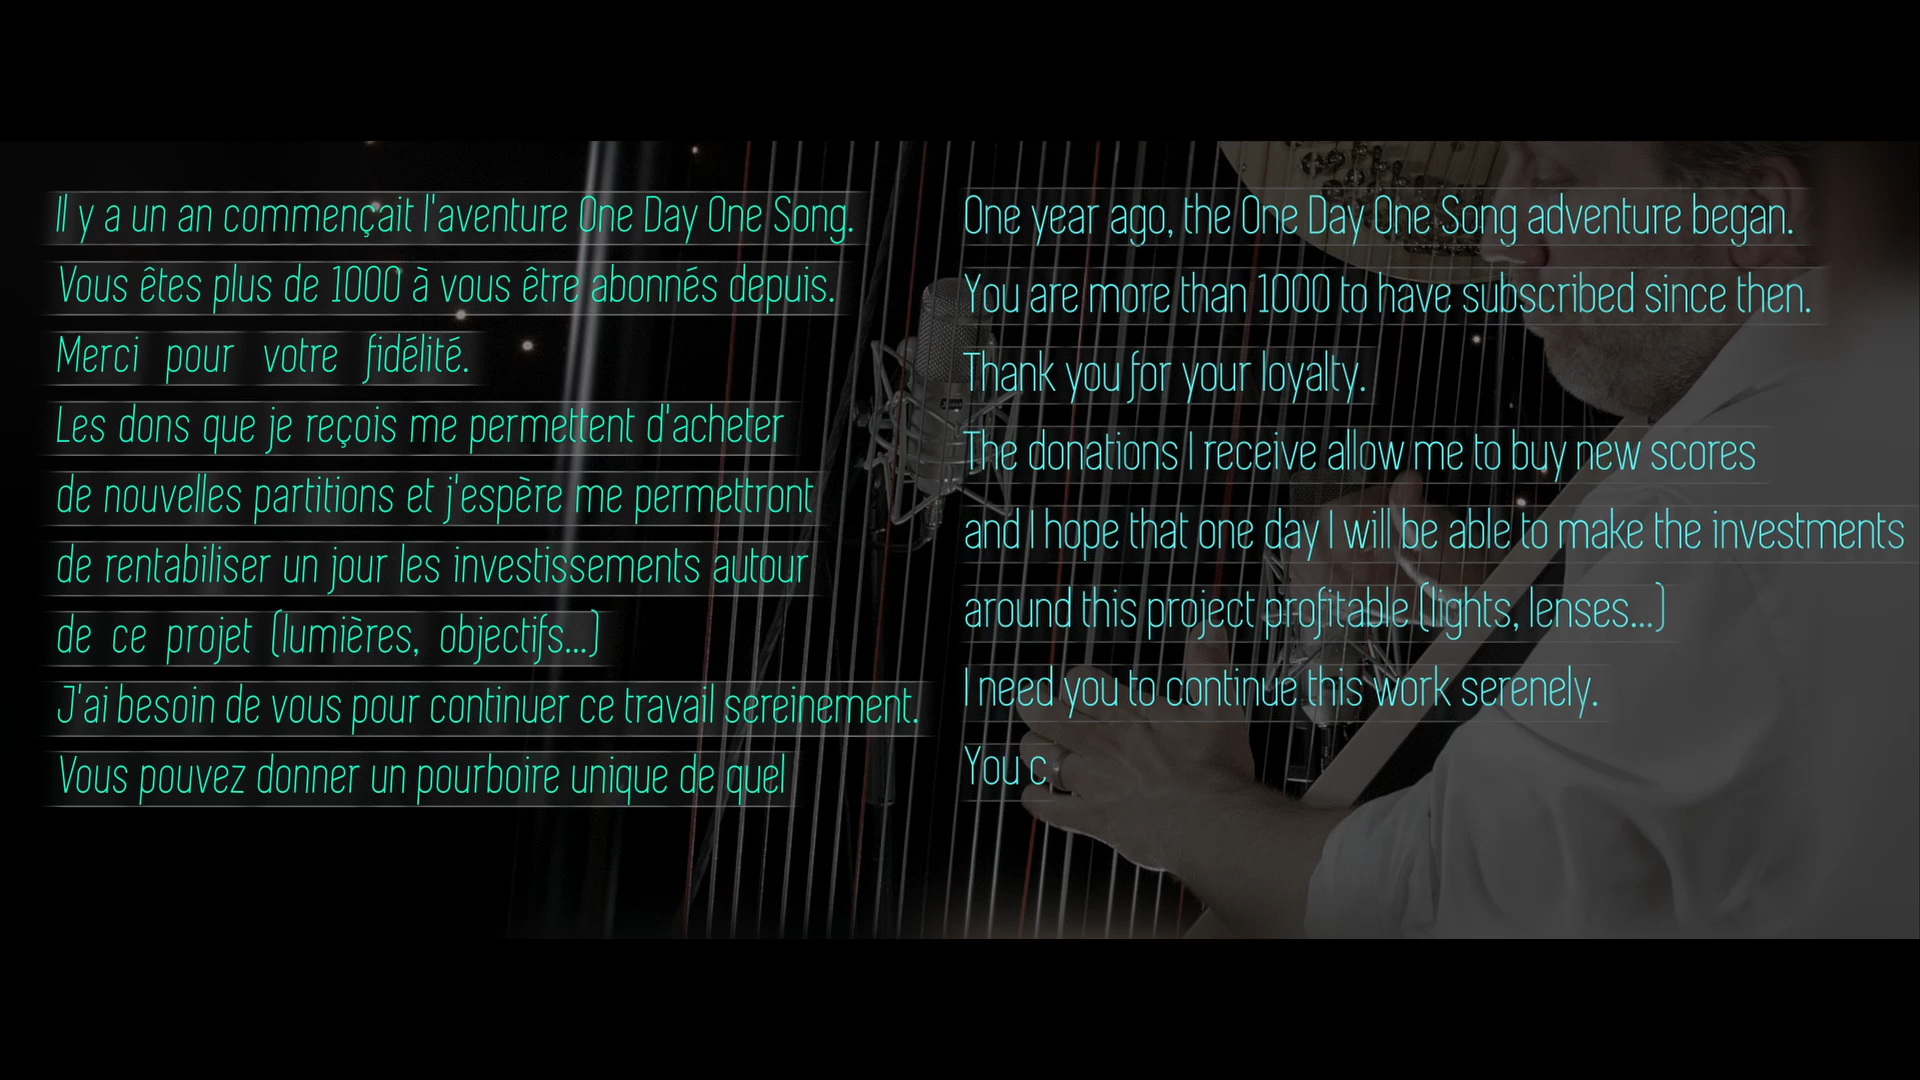 Il y a un an commençait l'aventure One Day One Song.
Vous êtes plus de 1000 à vous être abonnés depuis.
Merci pour votre fidélité.
Les dons que je reçois me permettent d'acheter
de nouvelles partitions et j'espère me permettront
de rentabiliser un jour les investissements autour
de ce projet (lumières, objectifs...)
J'ai besoin de vous pour continuer ce travail sereinement.
Vous pouvez donner un pourboire unique de quel
One year ago, the One Day One Song adventure began.
You are more than 1000 to have subscribed since then.
Thank you for your loyalty.
The donations I receive allow me to buy new scores
and I hope that one day I will be able to make the investments
around this project profitable (lights, lenses...)
I need you to continue this work serenely.
You c